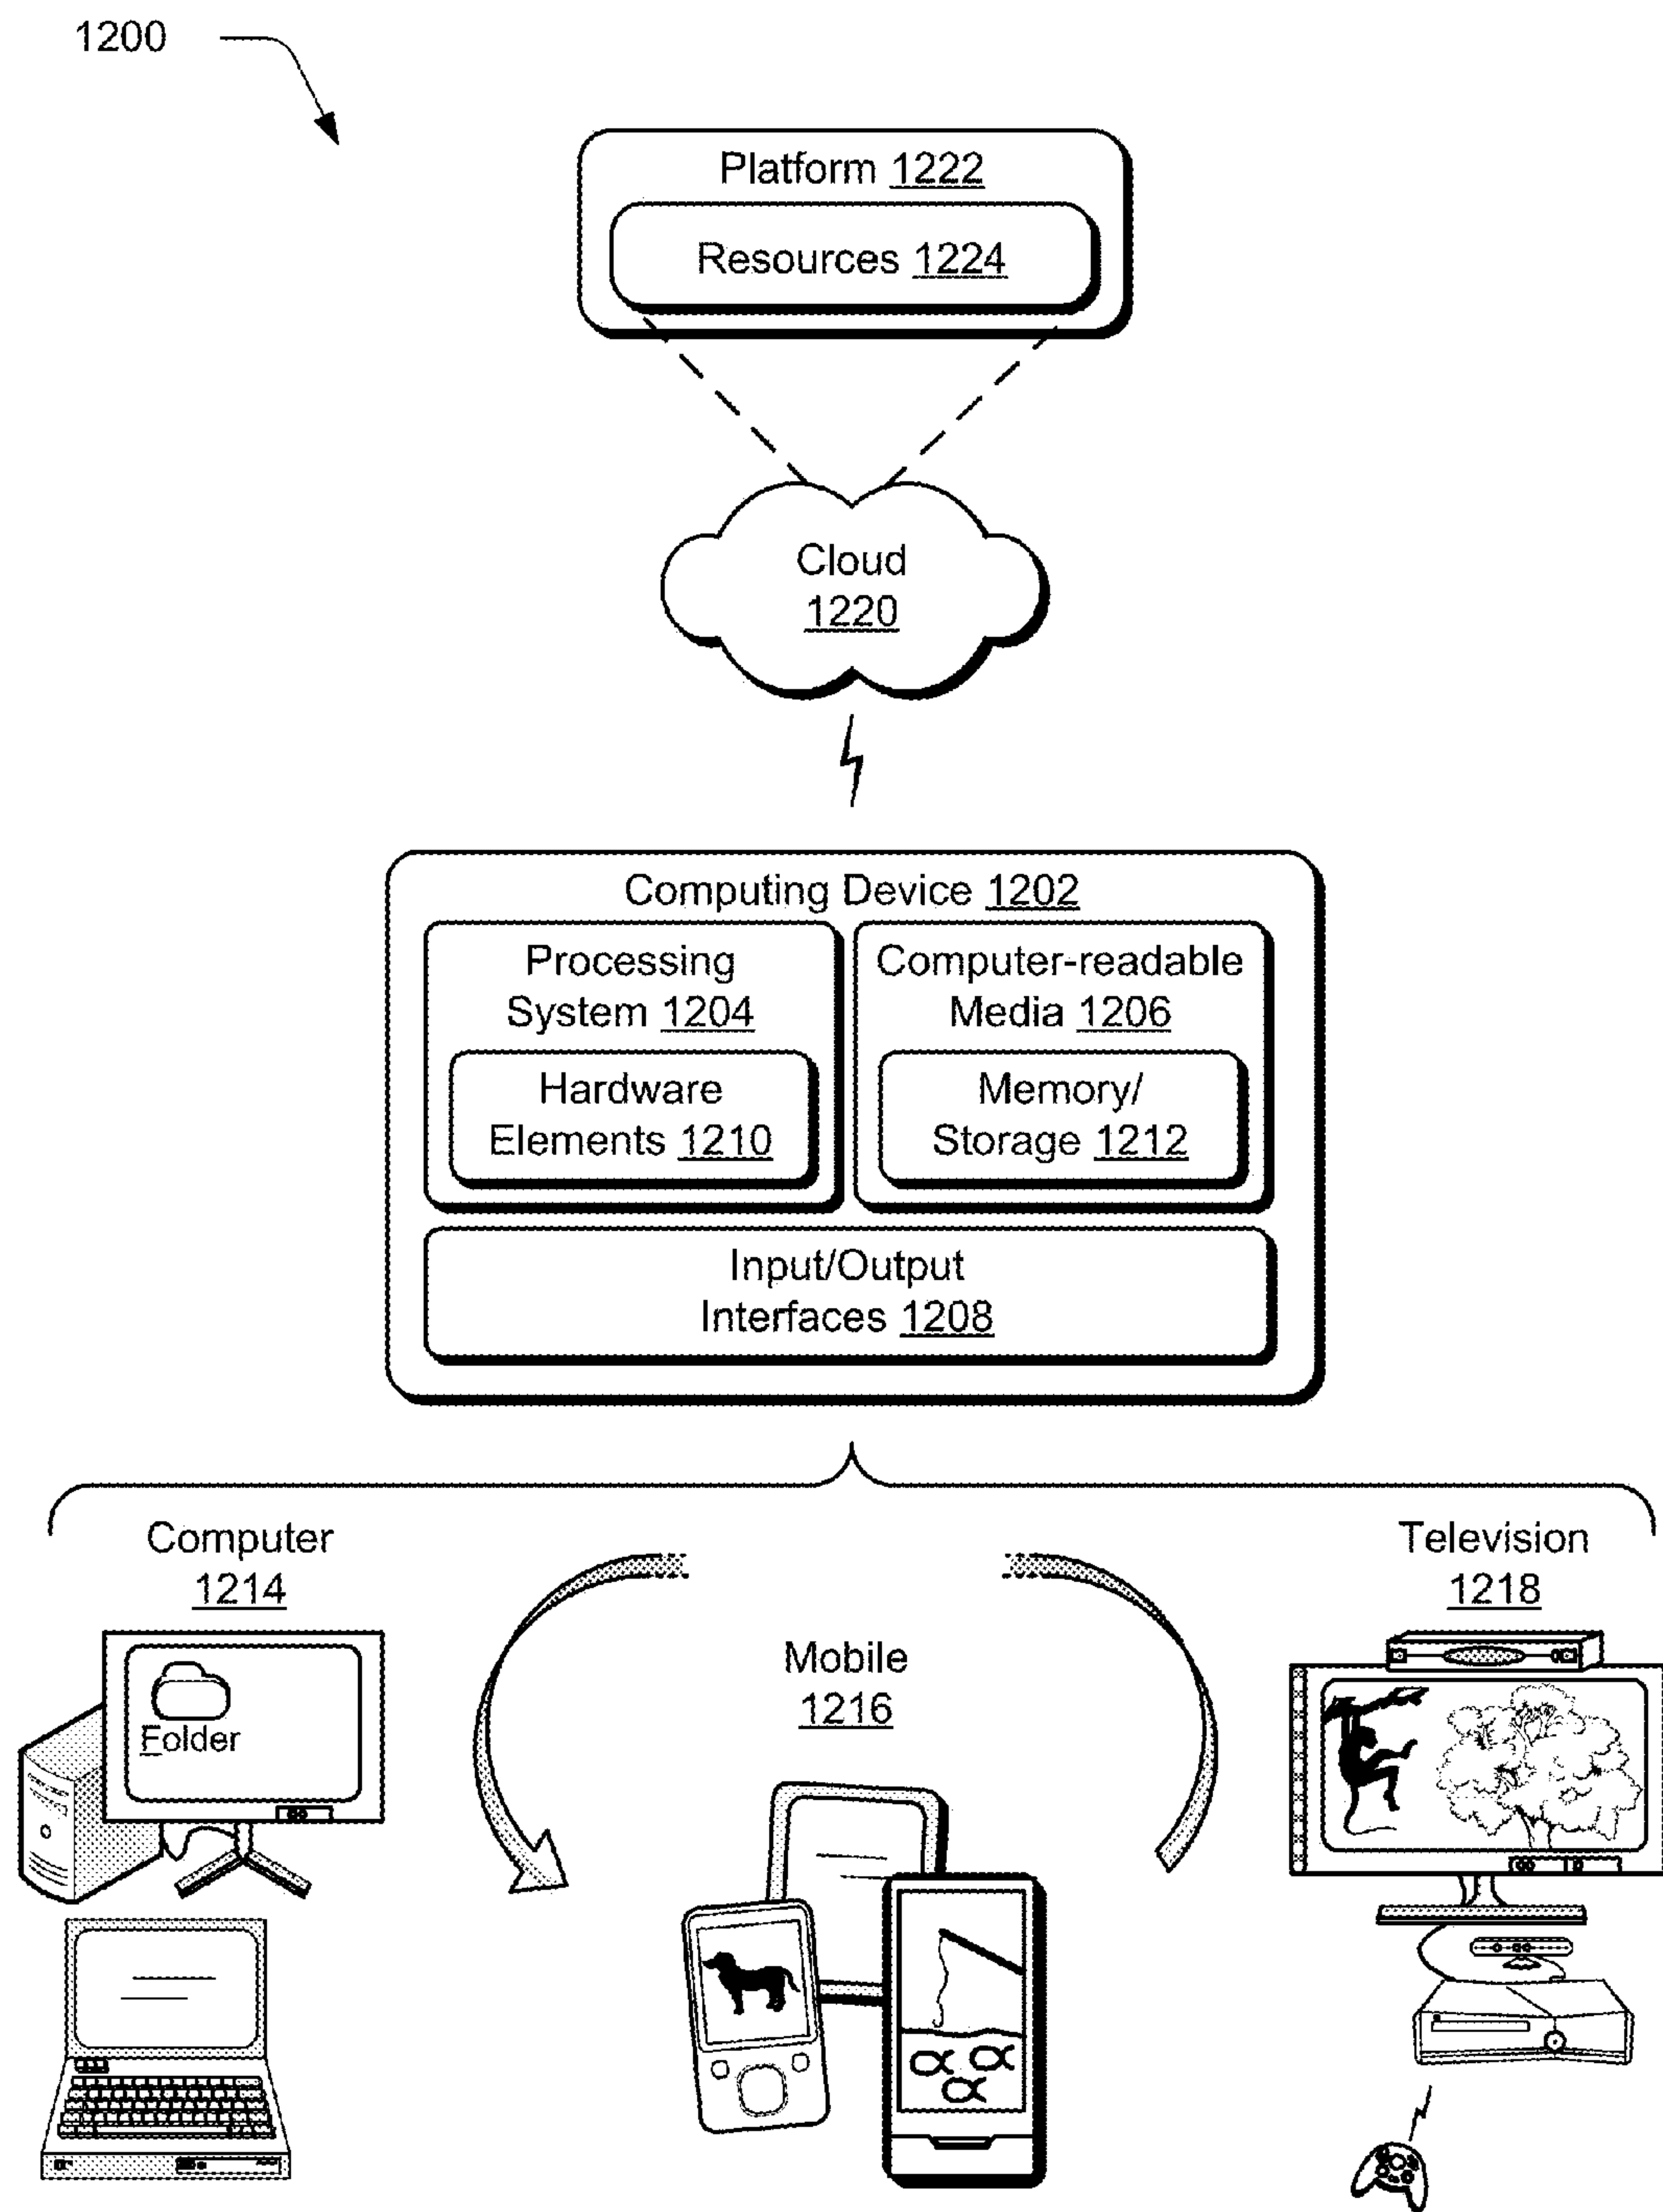 1200
Platform 1222
Resources 1224
Cloud
1220
Computing Device 1202
Processing
System 1204
Hardware
Elements 1210
Computer-readable
Media 1206
Memory/
Storage 1212
Input/Output
Interfaces 1208
Computer
1214
Folder
Mobile
1216
Television
1218